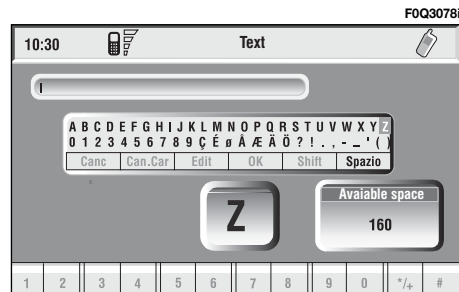 F0Q3078i
10:30 Text
A B C D E F G H I J K L M N O P Q R S T U V W X Y Z
0 1 2 3 4 5 6 7 8 9 Ç É ø Å Æ Ä Ö ? ! . , - _ ' ( )
Canc Can.Car Edit OK Shift Spazio
Avaiable space
Z
160
1 2 3 4 5 6 7 8 9 0 */+ #